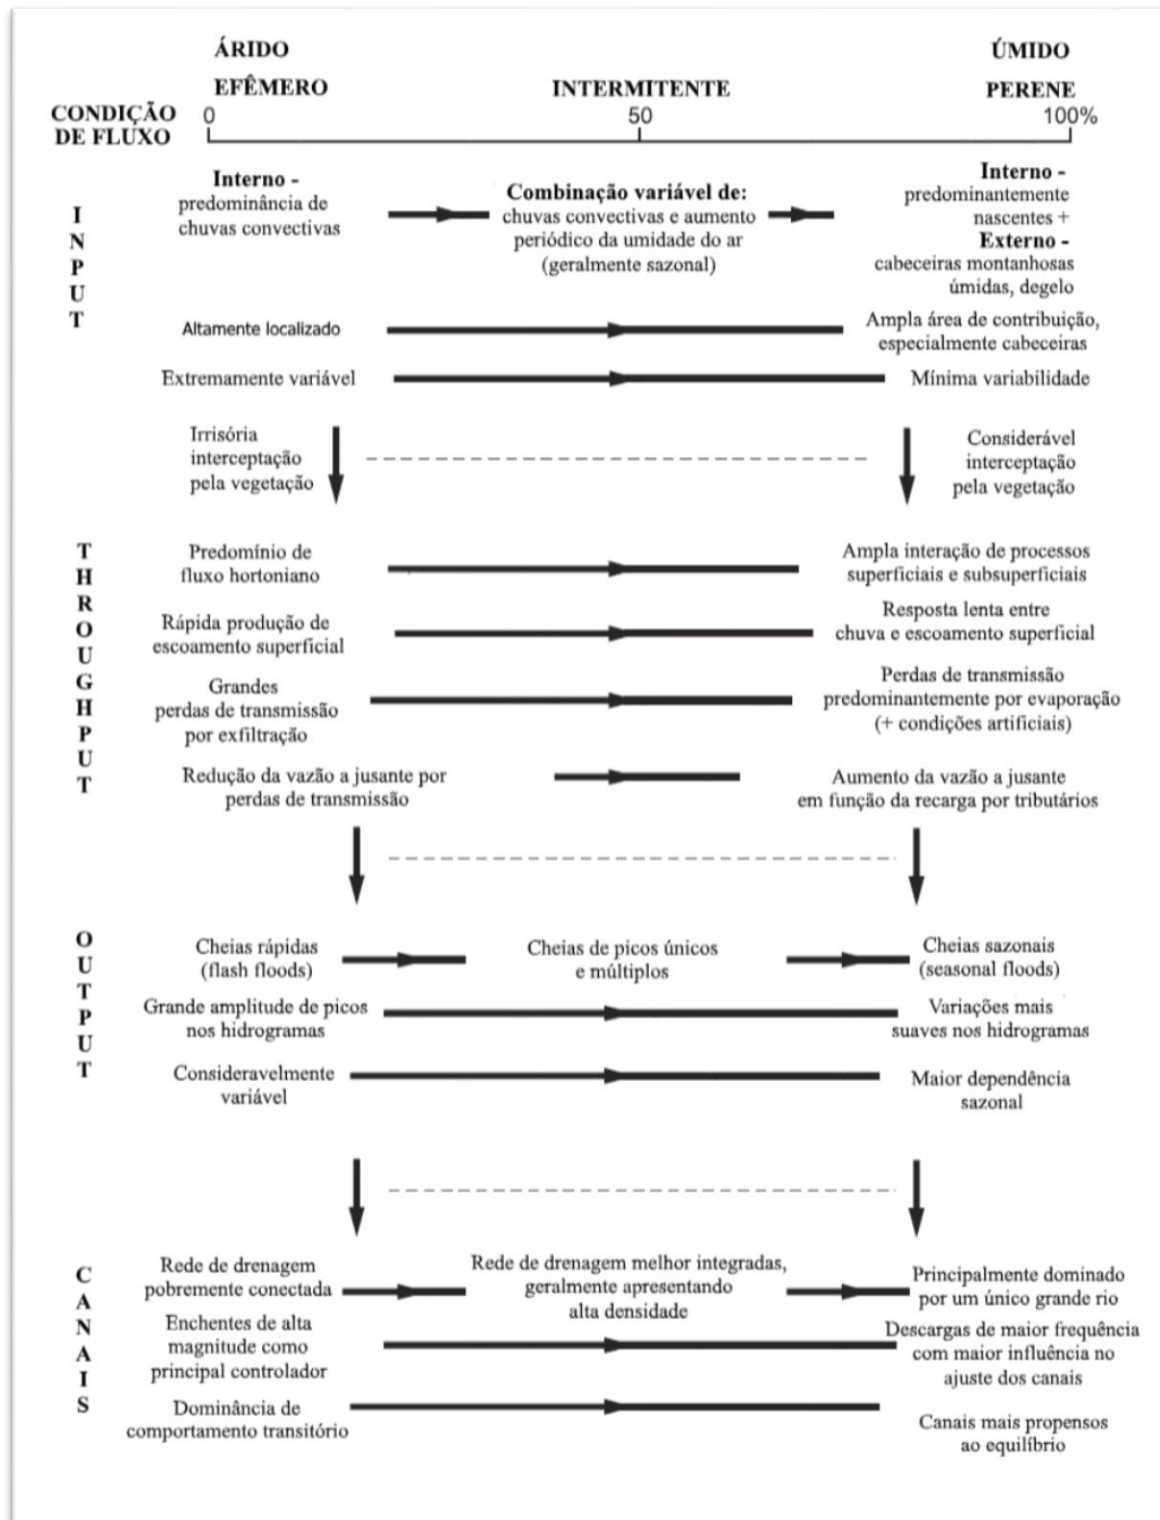 ÁRIDO
EFÊMERO
INTERMITENTE
ÚMIDO
PERENE
CONDIÇÃO
DE FLUXO
0
50
100%
I
N
P
U
T
Interno -
predominância de
chuvas convectivas
Combinação variável de:
chuvas convectivas e aumento
periódico da umidade do ar
(geralmente sazonal)
Interno -
predominantemente
nascentes +
Externo -
cabeceiras montanhosas
úmidas, degelo
Altamente localizado
Ampla área de contribuição,
especialmente cabeceiras
Extremamente variável
Mínima variabilidade
Irrisória
interceptação
pela vegetação
Considerável
interceptação
pela vegetação
T
H
R
O
U
G
H
P
U
T
Predomínio de
fluxo hortoniano
Ampla interação de processos
superficiais e subsuperficiais
Rápida produção de
escoamento superficial
Resposta lenta entre
chuva e escoamento superficial
Grandes
perdas de transmissão
por exfiltração
Perdas de transmissão
predominantemente por evaporação
(+ condições artificiais)
Redução da vazão a jusante por
perdas de transmissão
Aumento da vazão a jusante
em função da recarga por tributários
O
U
T
P
U
T
Cheias rápidas
(flash floods)
Cheias de picos únicos
e múltiplos
Cheias sazonais
(seasonal floods)
Grande amplitude de picos
nos hidrogramas
Variações mais
suaves nos hidrogramas
Consideravelmente
variável
Maior dependência
sazonal
C
A
N
A
I
S
Rede de drenagem
pobremente conectada
Rede de drenagem melhor integradas,
geralmente apresentando
alta densidade
Principalmente dominado
por um único grande rio
Enchentes de alta
magnitude como
principal controlador
Descargas de maior frequência
com maior influência no
ajuste dos canais
Dominância de
comportamento transitório
Canais mais propensos
ao equilíbrio